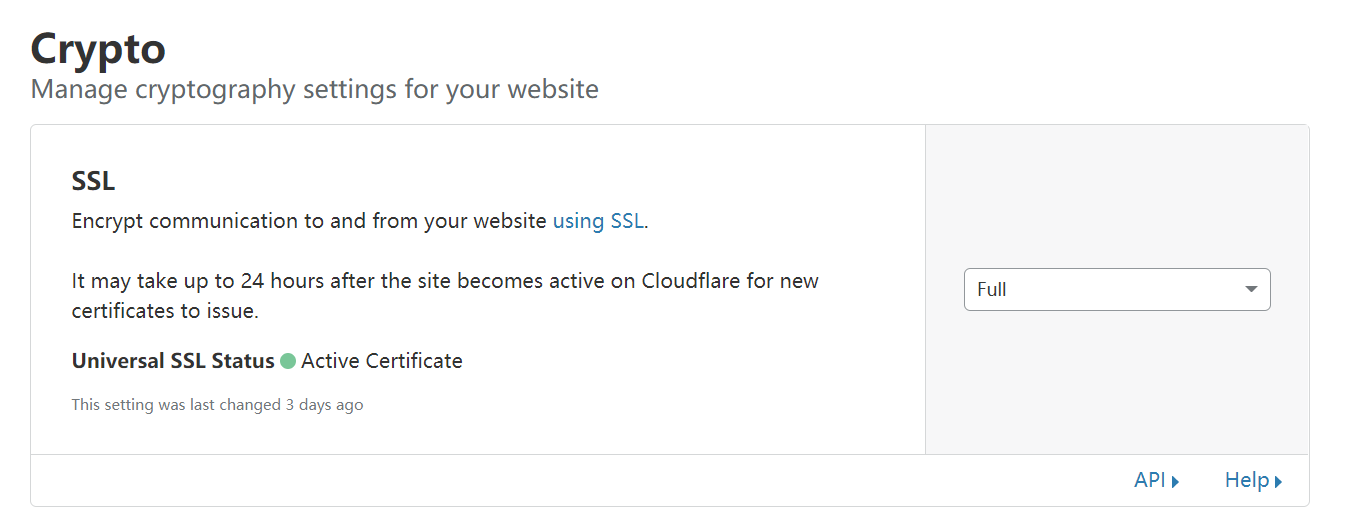 Crypto
Manage cryptography settings for your website
SSL
Encrypt communication to and from your website using SSL.
It may take up to 24 hours after the site becomes active on Cloudflare for new
certificates to issue.
Full
Universal SSL Status Active Certificate
This setting was last changed 3 days ago
API Help